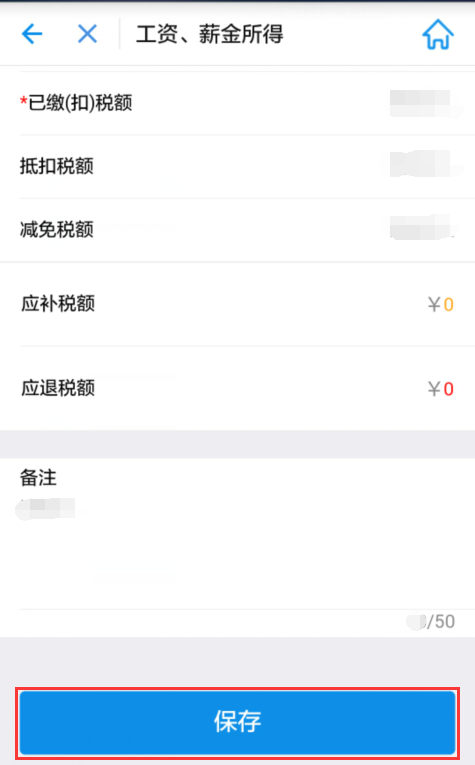 工资、薪金所得
*已缴(扣)税额
抵扣税额
减免税额
应补税额 ¥0
应退税额 ¥0
备注
/50
保存